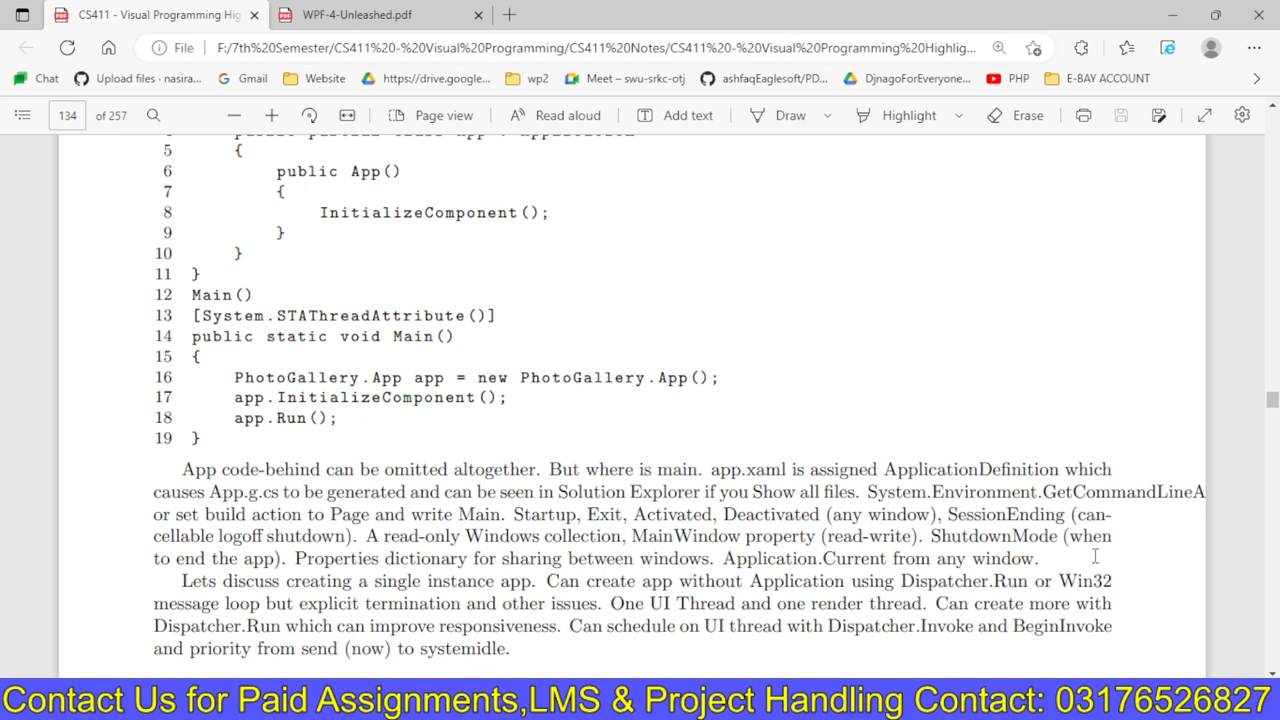 CS411 - Visual Programming Hig
WPF-4-Unleashed.pdf
File
F:/7th%20Semester/CS411%20-%20Visual%20Programming/CS411%20Notes/CS411%20-%20Visual%20Programming%20Highlig...
Chat
Upload files · nasira...
Gmail
Website
https://drive.google...
wp2
Meet – swu-srkc-otj
ashfaqEaglesoft/PD...
DjnagoForEveryone...
PHP
E-BAY ACCOUNT
134 of 257
Page view
Read aloud
Add text
Draw
Highlight
Erase
5 {
6 public App()
7 {
8 InitializeComponent();
9 }
10 }
11 }
12 Main()
13 [System.STAThreadAttribute()]
14 public static void Main()
15 {
16 PhotoGallery.App app = new PhotoGallery.App();
17 app.InitializeComponent();
18 app.Run();
19 }
App code-behind can be omitted altogether. But where is main. app.xaml is assigned ApplicationDefinition which
causes App.g.cs to be generated and can be seen in Solution Explorer if you Show all files. System.Environment.GetCommandLineA
or set build action to Page and write Main. Startup, Exit, Activated, Deactivated (any window), SessionEnding (can-
cellable logoff shutdown). A read-only Windows collection, MainWindow property (read-write). ShutdownMode (when
to end the app). Properties dictionary for sharing between windows. Application.Current from any window.
Lets discuss creating a single instance app. Can create app without Application using Dispatcher.Run or Win32
message loop but explicit termination and other issues. One UI Thread and one render thread. Can create more with
Dispatcher.Run which can improve responsiveness. Can schedule on UI thread with Dispatcher.Invoke and BeginInvoke
and priority from send (now) to systemidle.
Contact Us for Paid Assignments,LMS & Project Handling Contact: 03176526827